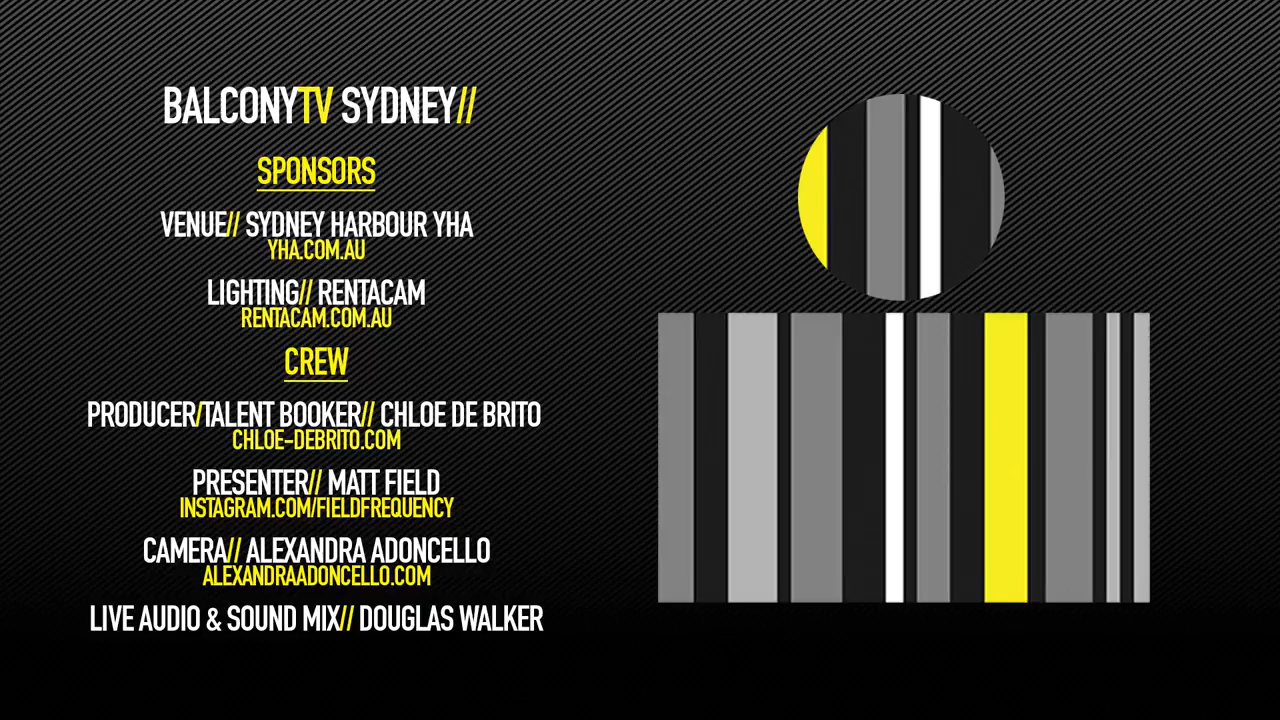 BALCONYTV SYDNEY//
SPONSORS
VENUE// SYDNEY HARBOUR YHA
YHA.COM.AU
LIGHTING// RENTACAM
RENTACAM.COM.AU
CREW
PRODUCER/TALENT BOOKER// CHLOE DE BRITO
CHLOE-DEBRITO.COM
PRESENTER// MATT FIELD
INSTAGRAM.COM/FIELDFREQUENCY
CAMERA// ALEXANDRA ADONCELLO
ALEXANDRAADONCELLO.COM
LIVE AUDIO & SOUND MIX// DOUGLAS WALKER